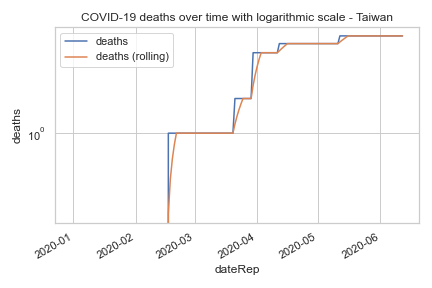 COVID-19 deaths over time with logarithmic scale - Taiwan
deaths
deaths (rolling)
deaths
10⁰
2020-01
2020-02
2020-03
2020-04
2020-05
2020-06
dateRep